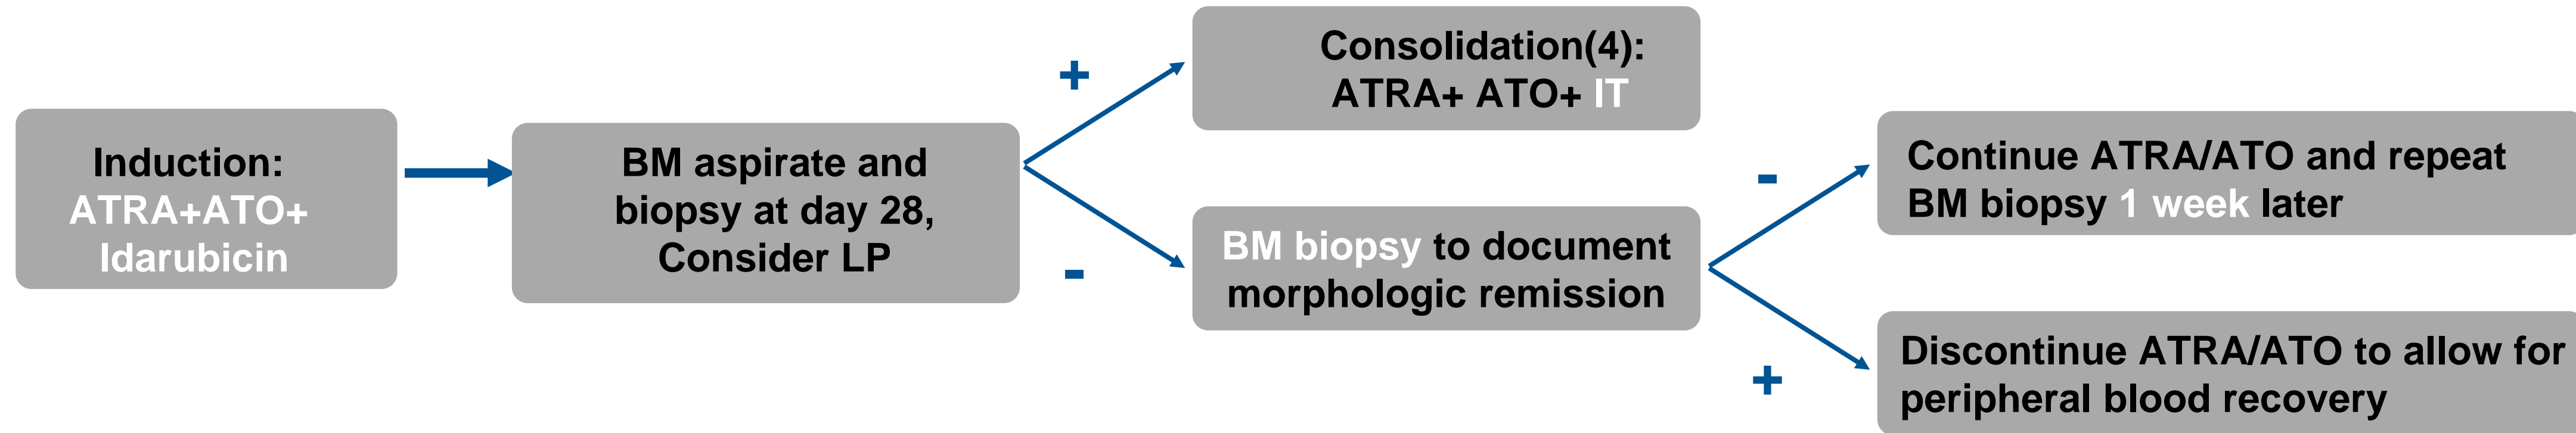 Induction:
ATRA+ATO+
Idarubicin
BM aspirate and
biopsy at day 28,
Consider LP
+
-
Consolidation(4):
ATRA+ ATO+ IT
BM biopsy to document
morphologic remission
-
+
Continue ATRA/ATO and repeat
BM biopsy 1 week later
Discontinue ATRA/ATO to allow for
peripheral blood recovery